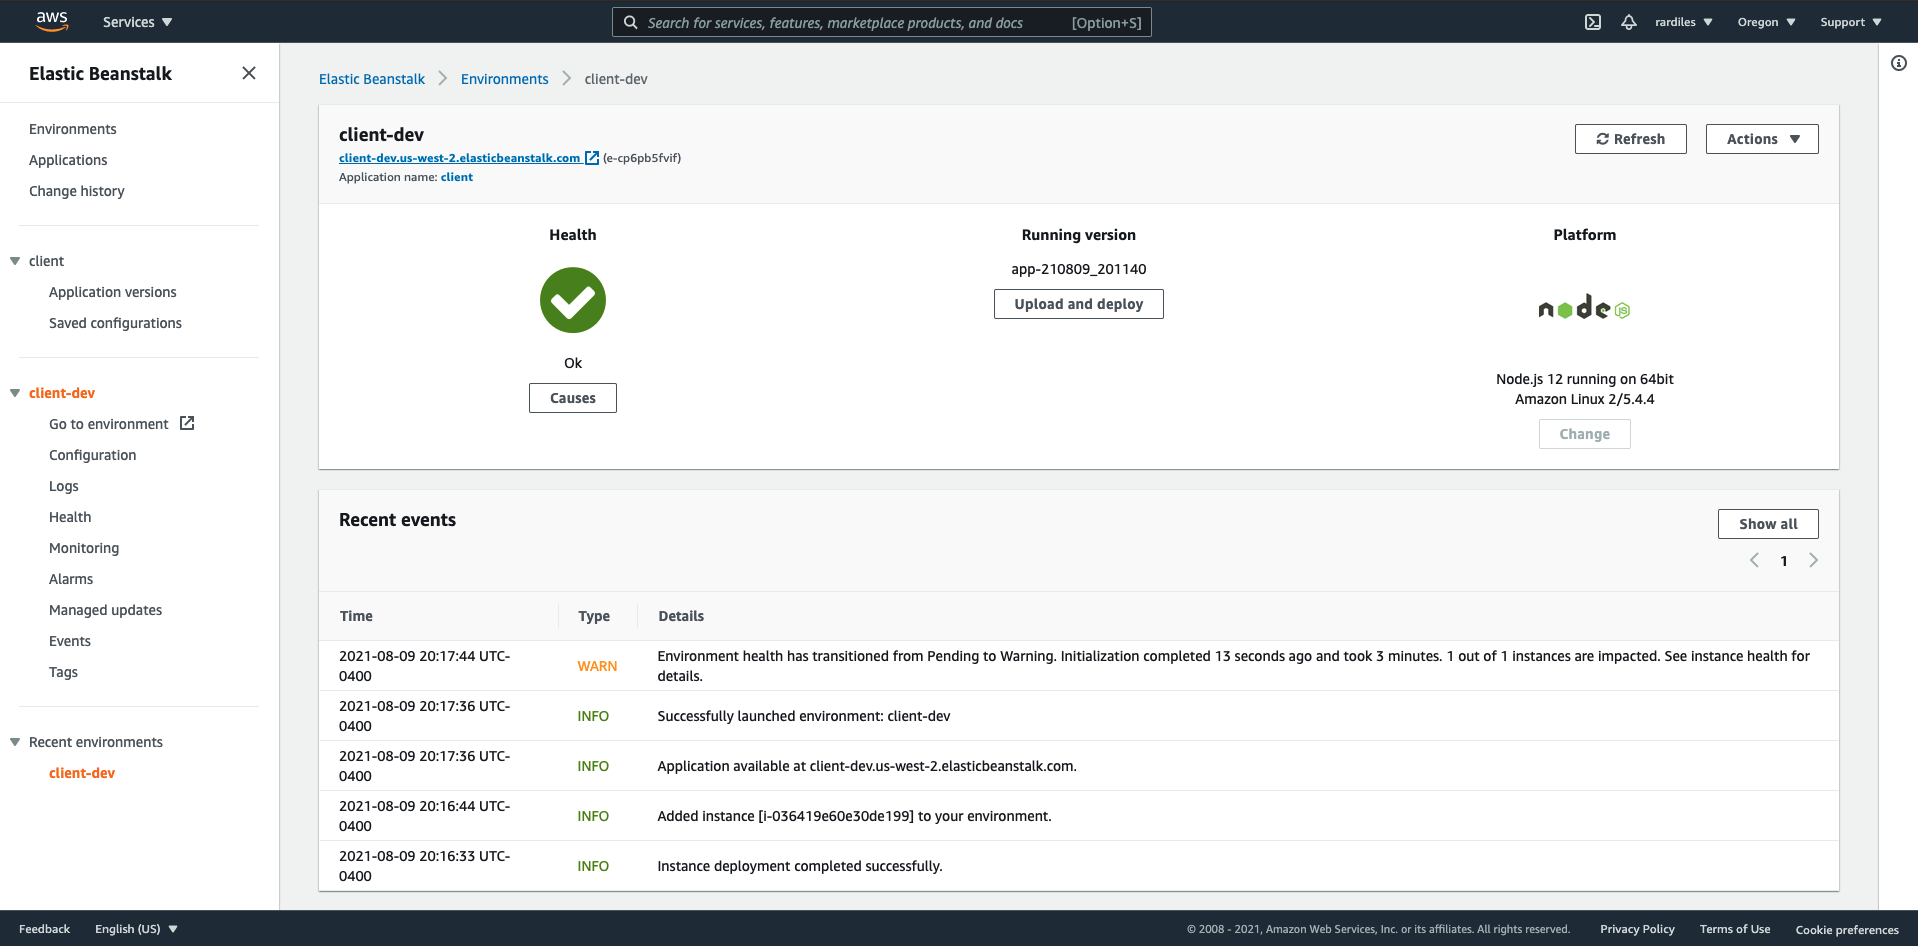 aws Services Search for services, features, marketplace products, and docs [Option+S] rardiles Oregon Support
Elastic Beanstalk
Environments
Applications
Change history
client
Application versions
Saved configurations
client-dev
Go to environment
Configuration
Logs
Health
Monitoring
Alarms
Managed updates
Events
Tags
Recent environments
client-dev
Elastic Beanstalk Environments client-dev
client-dev
client-dev.us-west-2.elasticbeanstalk.com (e-cp6pb5fvif)
Application name: client
Refresh Actions
Health
Ok
Causes
Running version
app-210809_201140
Upload and deploy
Platform
node JS
Node.js 12 running on 64bit
Amazon Linux 2/5.4.4
Change
Recent events
Show all
1
Time Type Details
2021-08-09 20:17:44 UTC-
0400
WARN
Environment health has transitioned from Pending to Warning. Initialization completed 13 seconds ago and took 3 minutes. 1 out of 1 instances are impacted. See instance health for
details.
2021-08-09 20:17:36 UTC-
0400
INFO
Successfully launched environment: client-dev
2021-08-09 20:17:36 UTC-
0400
INFO
Application available at client-dev.us-west-2.elasticbeanstalk.com.
2021-08-09 20:16:44 UTC-
0400
INFO
Added instance [i-036419e60e30de199] to your environment.
2021-08-09 20:16:33 UTC-
0400
INFO
Instance deployment completed successfully.
Feedback English (US) © 2008 - 2021, Amazon Web Services, Inc. or its affiliates. All rights reserved. Privacy Policy Terms of Use Cookie preferences